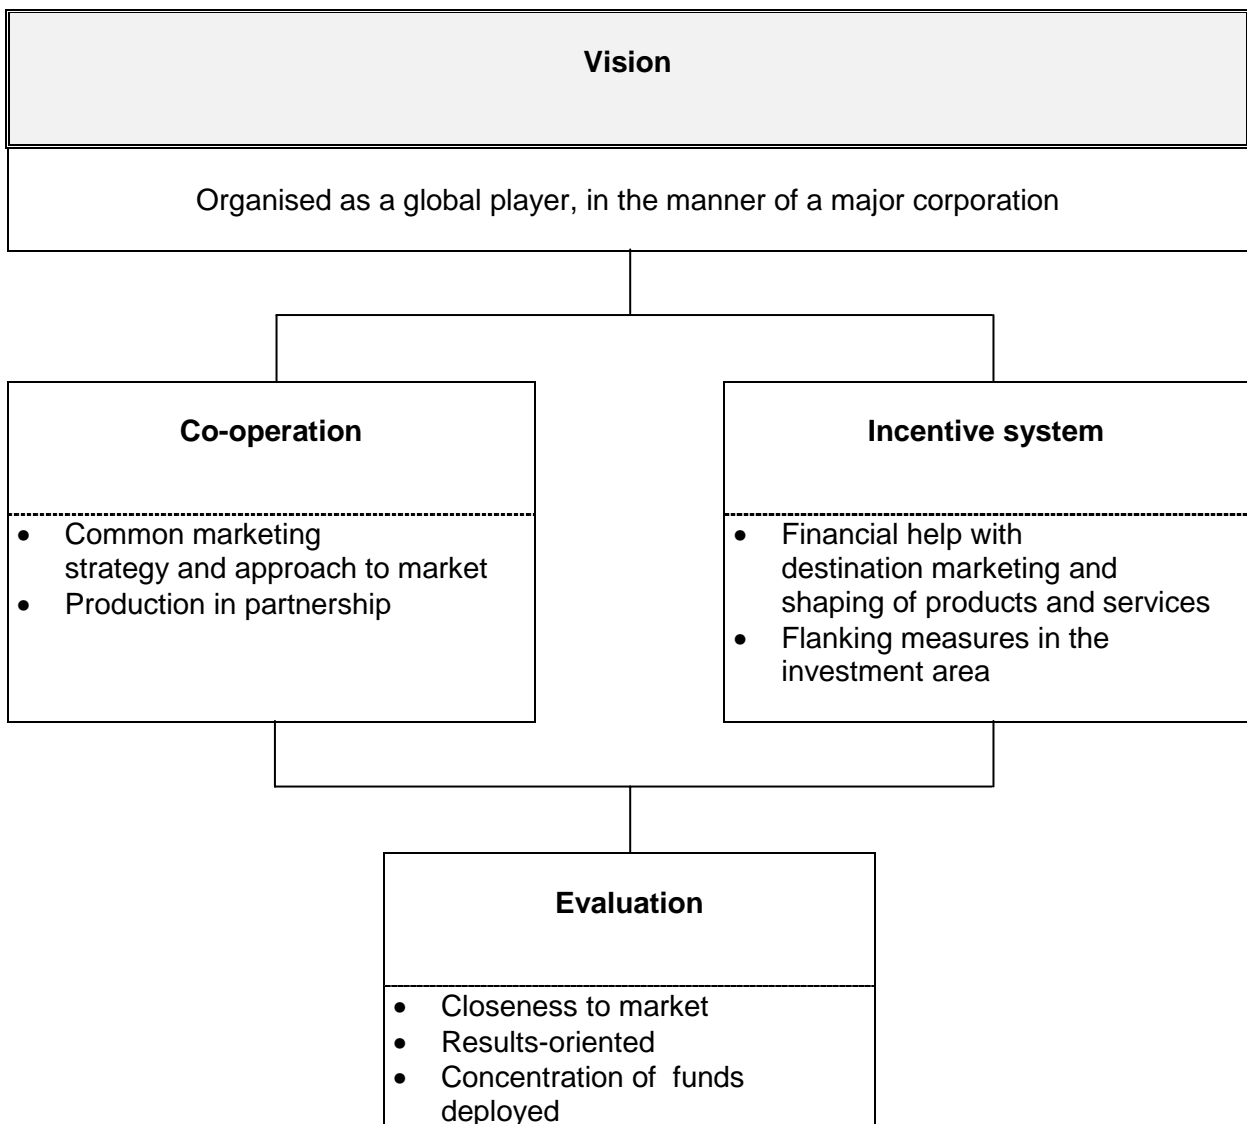 Vision
Organised as a global player, in the manner of a major corporation
Co-operation
• Common marketing
strategy and approach to market
• Production in partnership
Incentive system
• Financial help with
destination marketing and
shaping of products and services
• Flanking measures in the
investment area
Evaluation
• Closeness to market
• Results-oriented
• Concentration of  funds
deployed